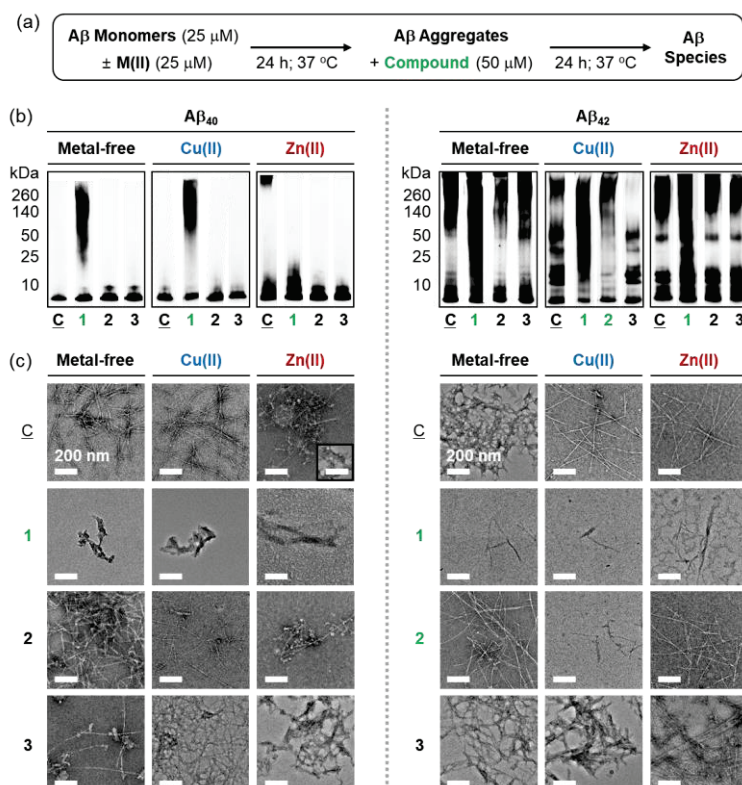 (a)
Aβ Monomers (25 μM)
± M(II) (25 μM)
24 h; 37 °C
Aβ Aggregates
+ Compound (50 μM)
24 h; 37 °C
Aβ
Species
(b)
Aβ40
Aβ42
Metal-free Cu(II) Zn(II) Metal-free Cu(II) Zn(II)
kDa kDa
260 260
140 140
50 50
25 25
10 10
C 1 2 3 C 1 2 3 C 1 2 3 C 1 2 3 C 1 2 3 C 1 2 3
(c)
Metal-free Cu(II) Zn(II) Metal-free Cu(II) Zn(II)
C C
200 nm 200 nm
1 1
2 2
3 3